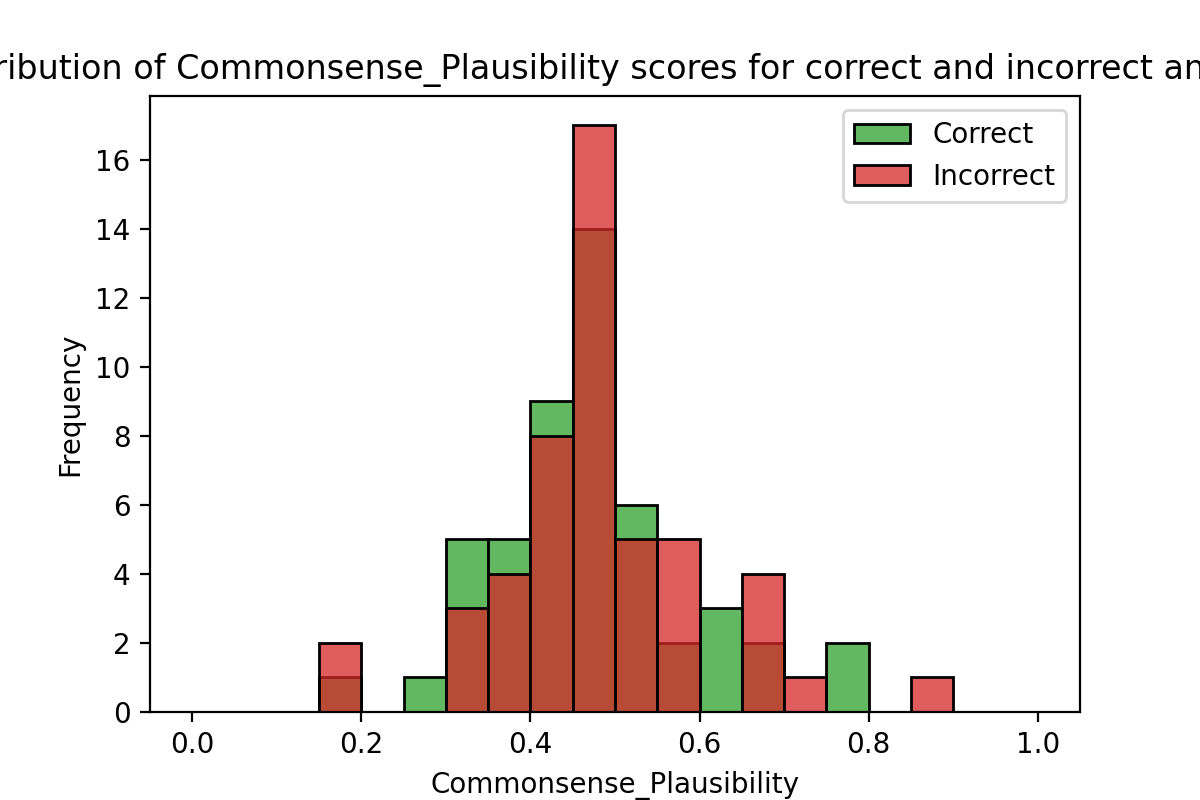 ribution of Commonsense_Plausibility scores for correct and incorrect an
Correct
Incorrect
Frequency
16
14
12
10
8
6
4
2
0
0.0 0.2 0.4 0.6 0.8 1.0
Commonsense_Plausibility